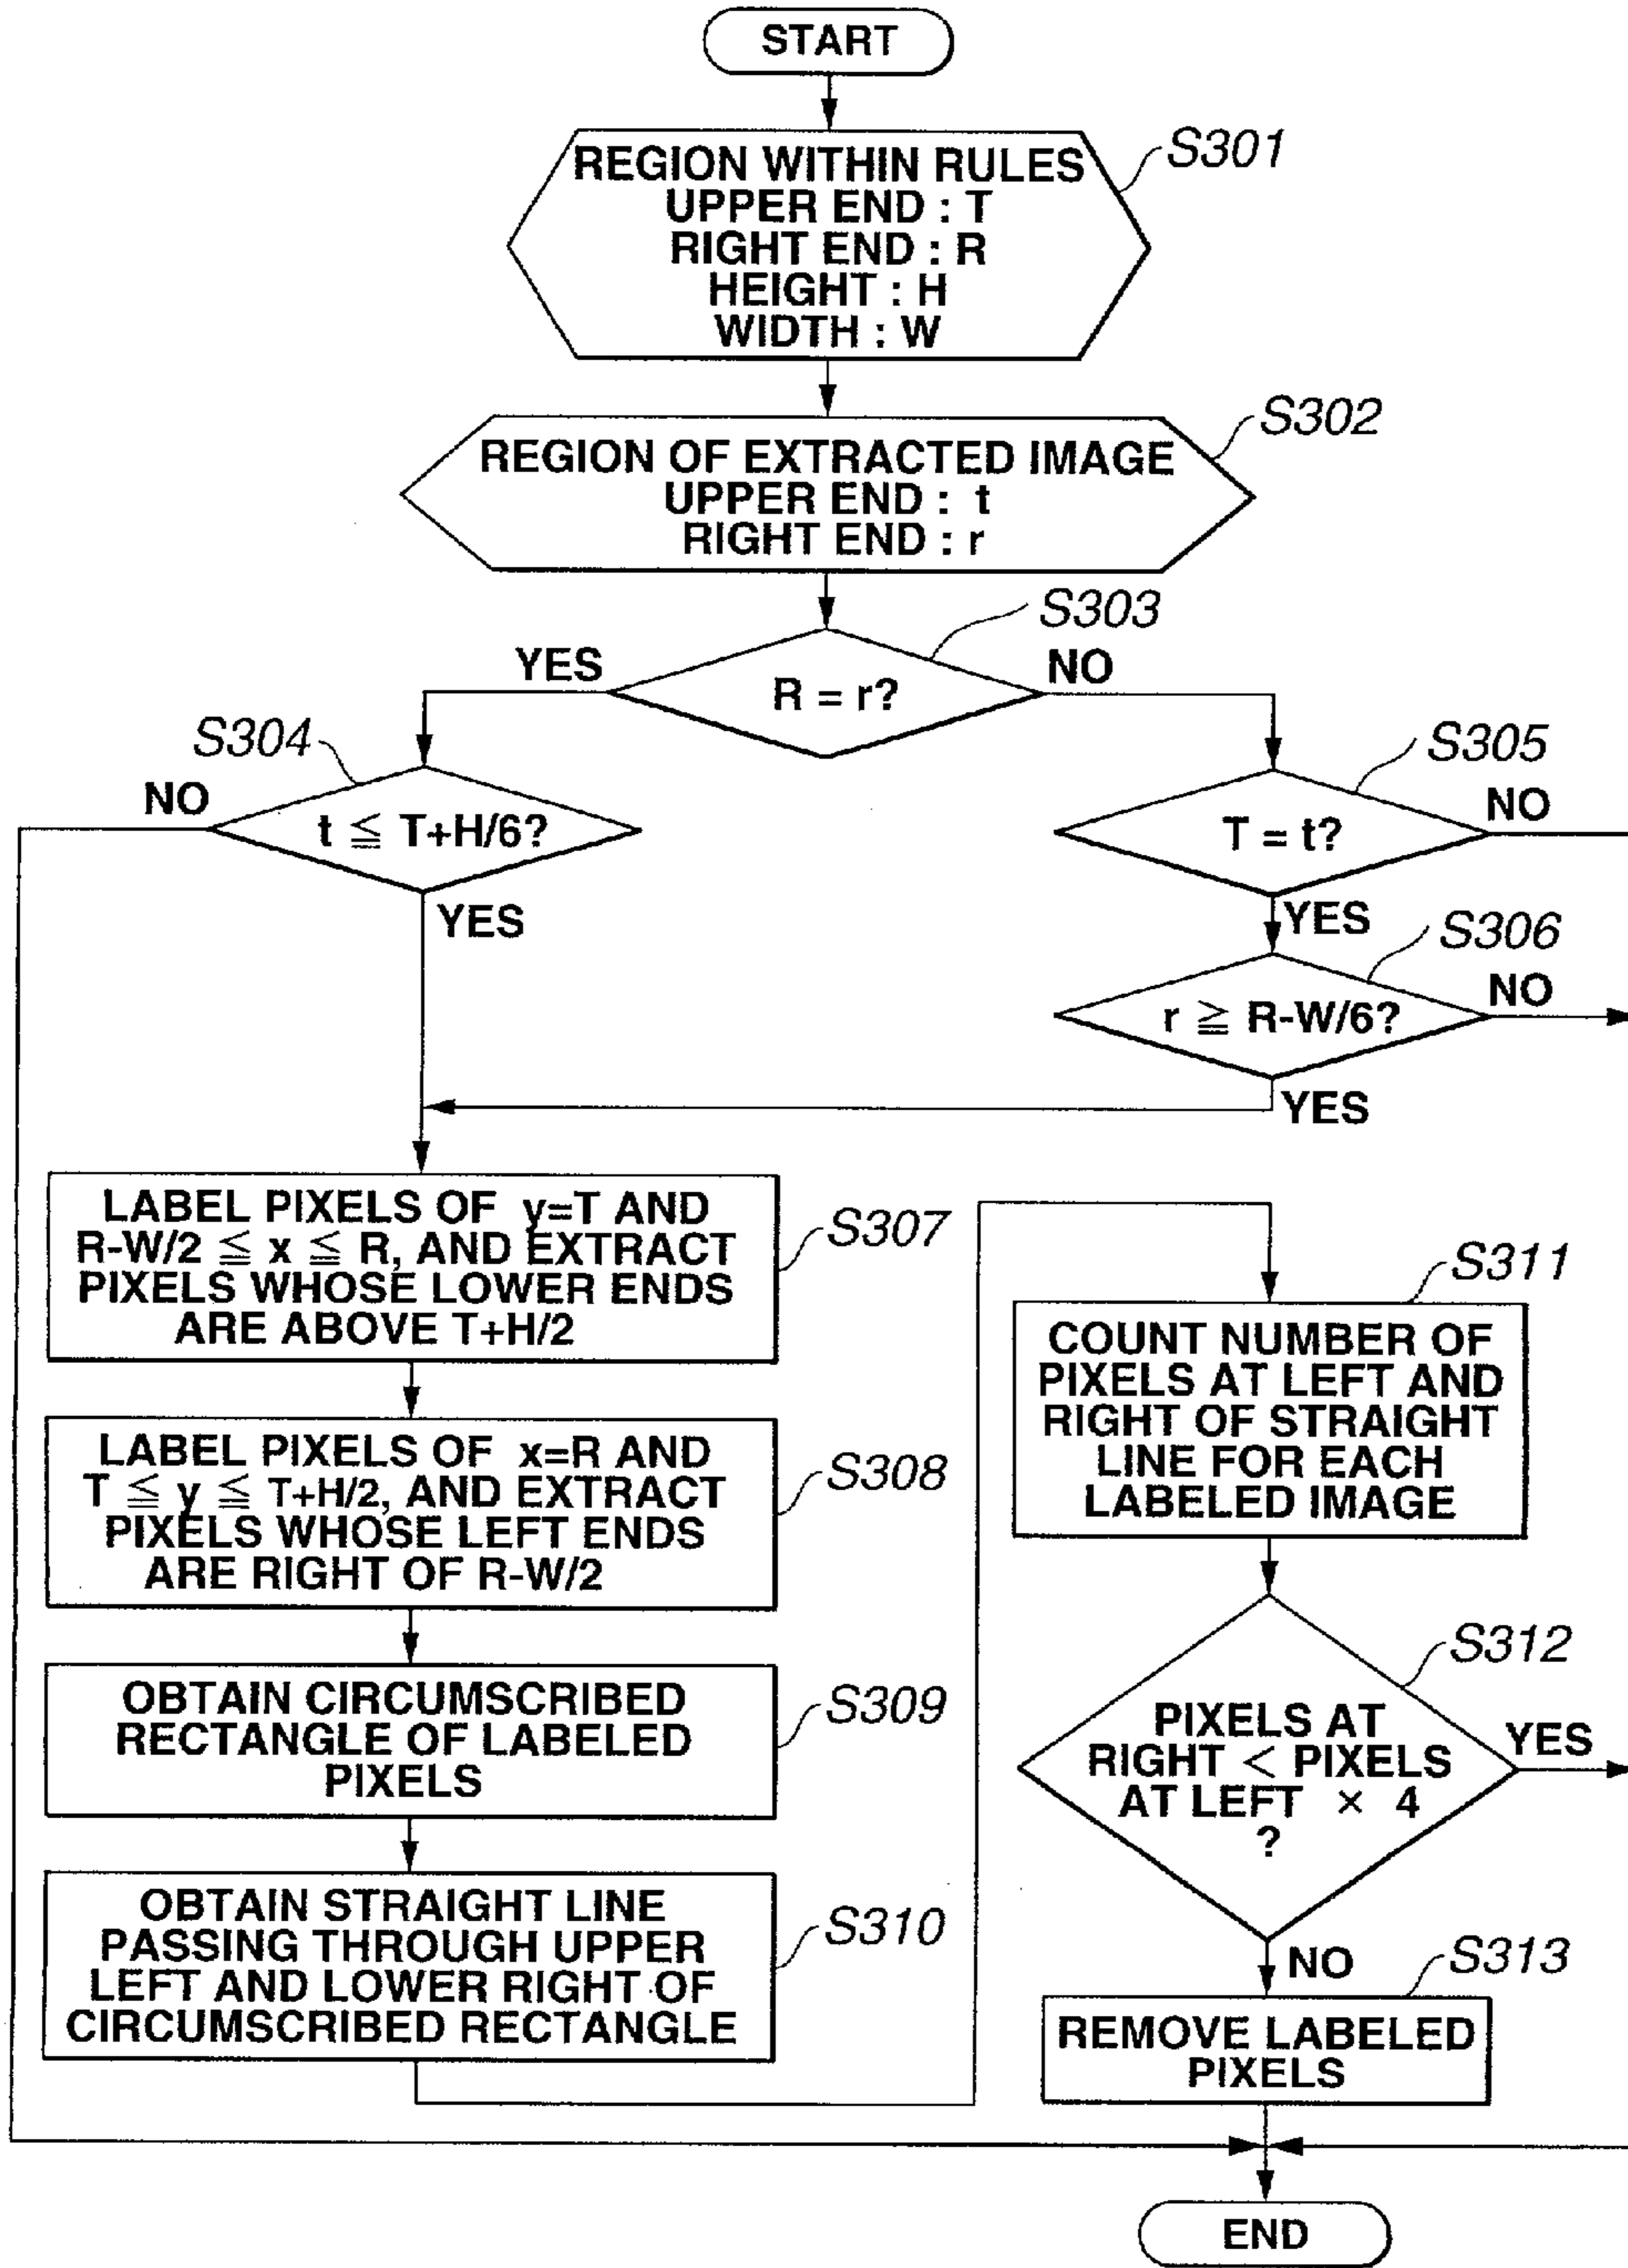 START
S301
REGION WITHIN RULES
UPPER END : T
RIGHT END : R
HEIGHT : H
WIDTH : W
S302
REGION OF EXTRACTED IMAGE
UPPER END : t
RIGHT END : r
S303
YES
NO
R = r?
S304
NO
t ≦ T+H/6?
YES
S305
NO
T = t?
YES
S306
NO
r ≧ R-W/6?
YES
LABEL PIXELS OF y=T AND
R-W/2 ≦ x ≦ R, AND EXTRACT
PIXELS WHOSE LOWER ENDS
ARE ABOVE T+H/2
S307
LABEL PIXELS OF x=R AND
T ≦ y ≦ T+H/2, AND EXTRACT
PIXELS WHOSE LEFT ENDS
ARE RIGHT OF R-W/2
S308
OBTAIN CIRCUMSCRIBED
RECTANGLE OF LABELED
PIXELS
S309
OBTAIN STRAIGHT LINE
PASSING THROUGH UPPER
LEFT AND LOWER RIGHT OF
CIRCUMSCRIBED RECTANGLE
S310
S311
COUNT NUMBER OF
PIXELS AT LEFT AND
RIGHT OF STRAIGHT
LINE FOR EACH
LABELED IMAGE
S312
PIXELS AT
RIGHT < PIXELS
AT LEFT × 4
?
YES
NO
S313
REMOVE LABELED
PIXELS
END